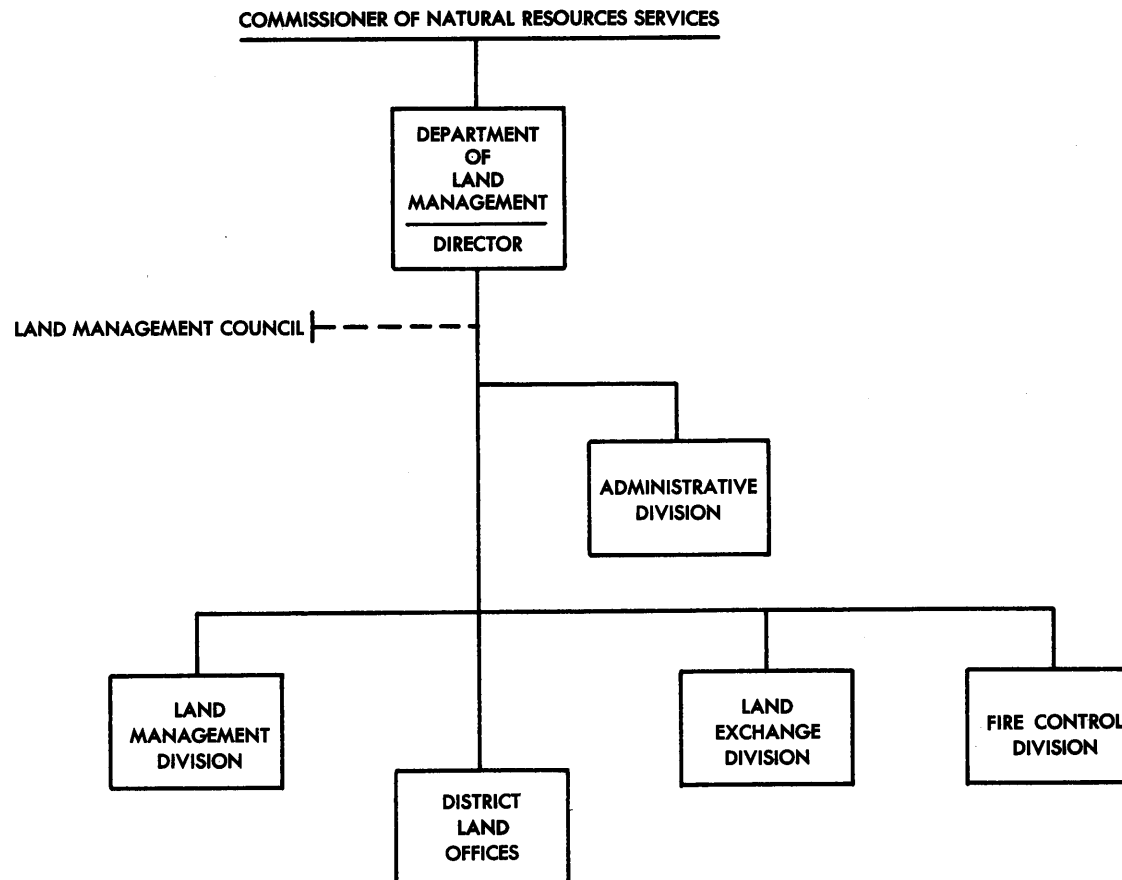 COMMISSIONER OF NATURAL RESOURCES SERVICES
DEPARTMENT
OF
LAND
MANAGEMENT
DIRECTOR
LAND MANAGEMENT COUNCIL
ADMINISTRATIVE
DIVISION
LAND
MANAGEMENT
DIVISION
DISTRICT
LAND
OFFICES
LAND
EXCHANGE
DIVISION
FIRE CONTROL
DIVISION